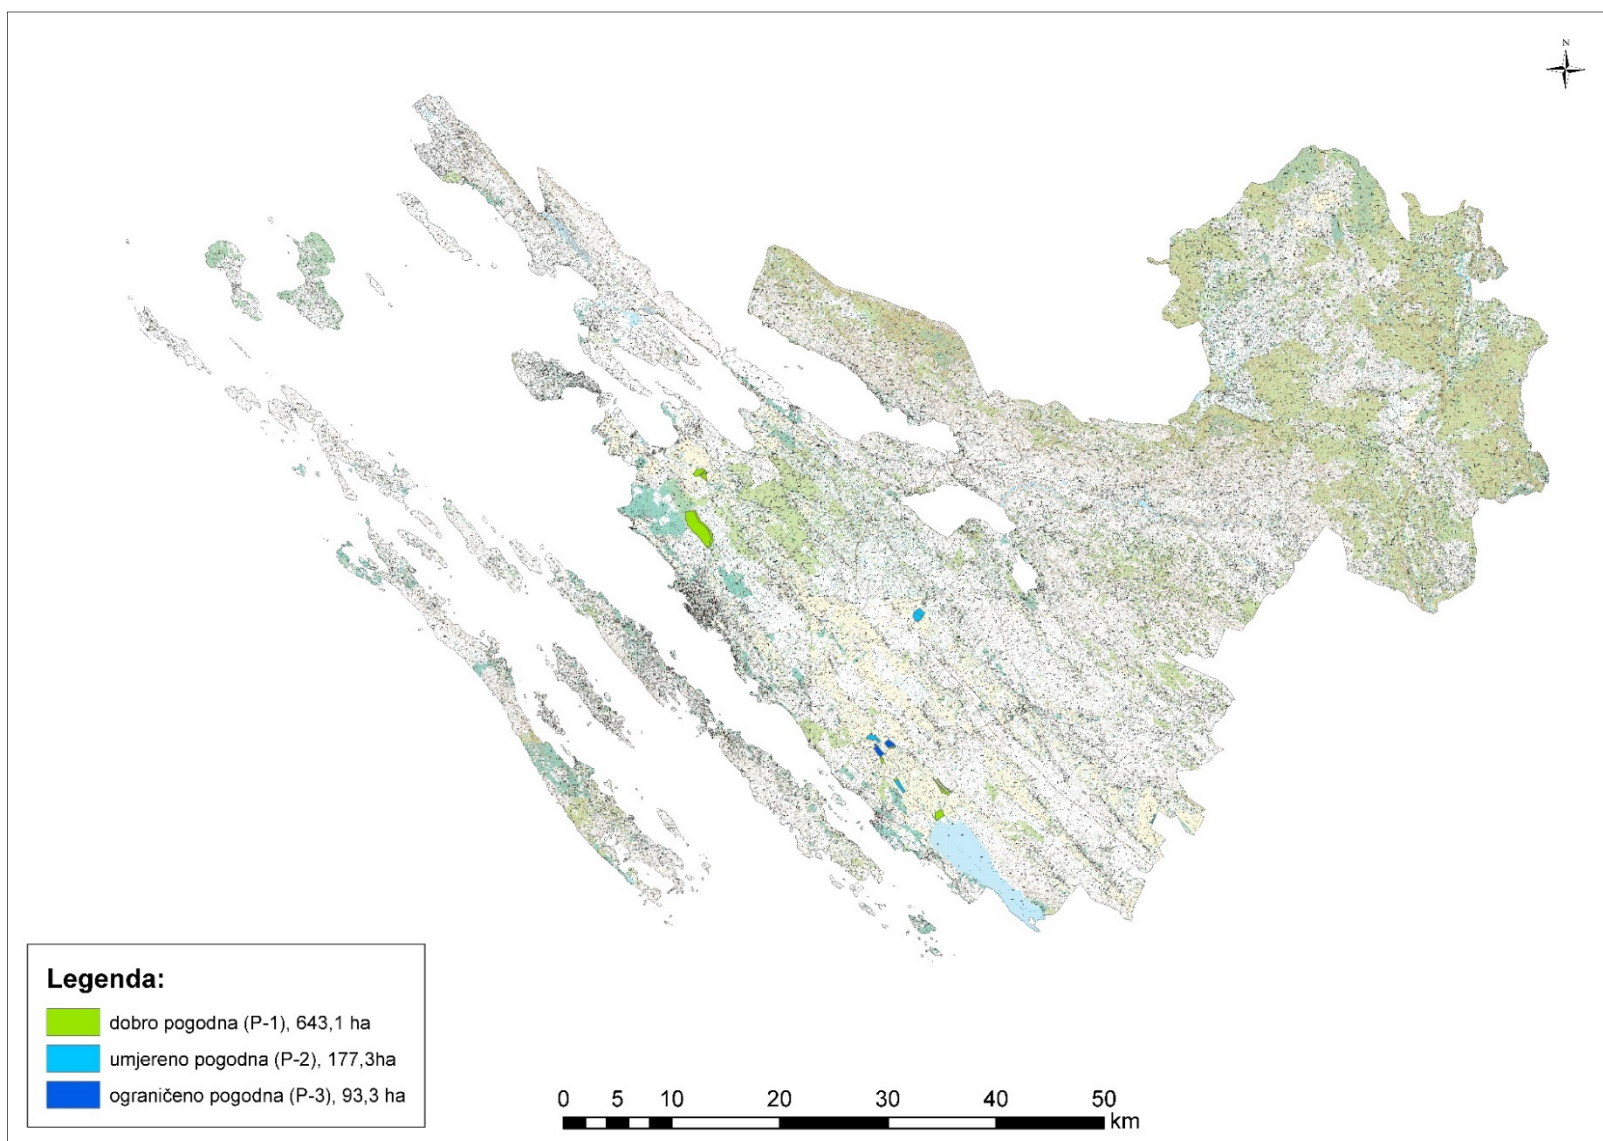 N
Legenda:
dobro pogodna (P-1), 643,1 ha
umjereno pogodna (P-2), 177,3ha
ograničeno pogodna (P-3), 93,3 ha
0 5 10 20 30 40 50
km